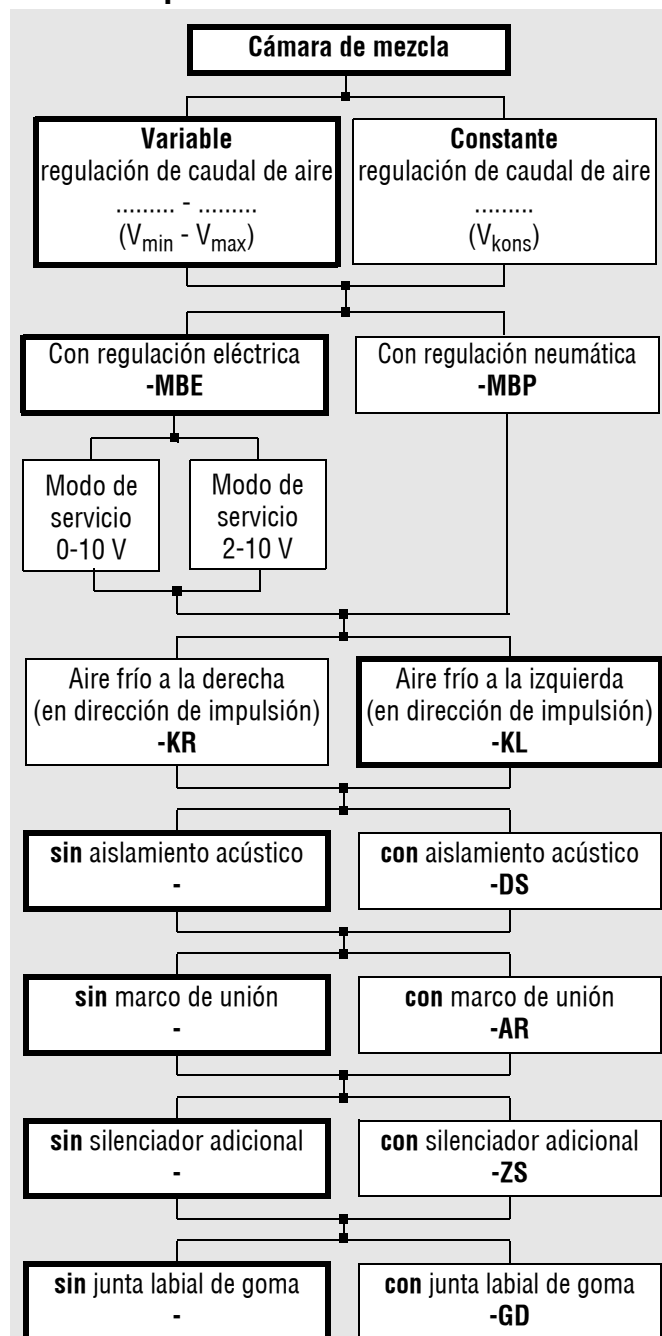 Cámara de mezcla
Variable
regulación de caudal de aire
......... - .........
(Vmin - Vmax)
Constante
regulación de caudal de aire
.........
(Vkons)
Con regulación eléctrica
-MBE
Con regulación neumática
-MBP
Modo de
servicio
0-10 V
Modo de
servicio
2-10 V
Aire frío a la derecha
(en dirección de impulsión)
-KR
Aire frío a la izquierda
(en dirección de impulsión)
-KL
sin aislamiento acústico
-
con aislamiento acústico
-DS
sin marco de unión
-
con marco de unión
-AR
sin silenciador adicional
-
con silenciador adicional
-ZS
sin junta labial de goma
-
con junta labial de goma
-GD